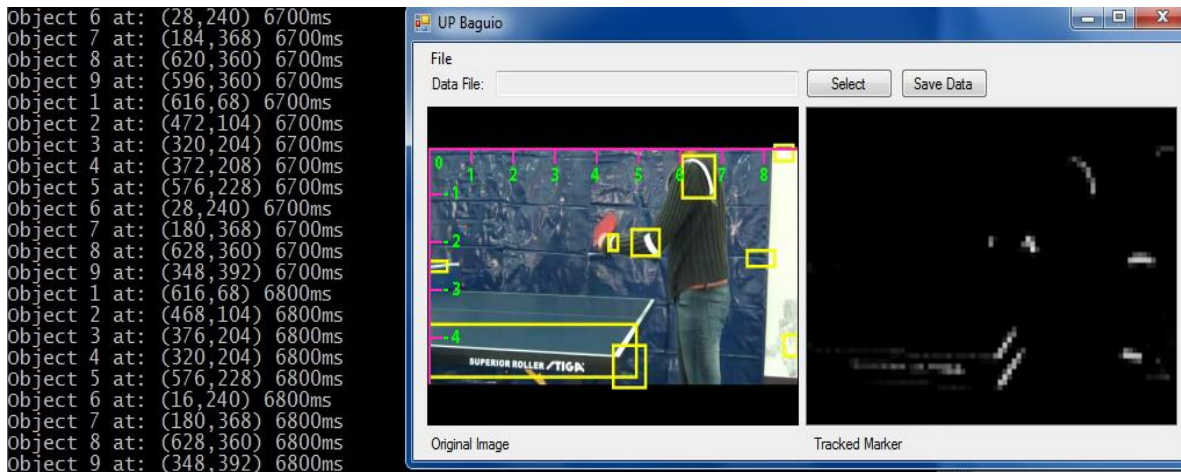 Object 6 at: (28,240) 6700ms
Object 7 at: (184,368) 6700ms
Object 8 at: (620,360) 6700ms
Object 9 at: (596,360) 6700ms
Object 1 at: (616,68) 6700ms
Object 2 at: (472,104) 6700ms
Object 3 at: (320,204) 6700ms
Object 4 at: (372,208) 6700ms
Object 5 at: (576,228) 6700ms
Object 6 at: (28,240) 6700ms
Object 7 at: (180,368) 6700ms
Object 8 at: (628,360) 6700ms
Object 9 at: (348,392) 6700ms
Object 1 at: (616,68) 6800ms
Object 2 at: (468,104) 6800ms
Object 3 at: (376,204) 6800ms
Object 4 at: (320,204) 6800ms
Object 5 at: (576,228) 6800ms
Object 6 at: (16,240) 6800ms
Object 7 at: (180,368) 6800ms
Object 8 at: (628,360) 6800ms
Object 9 at: (348,392) 6800ms
UP Baguio
File
Data File:
Select
Save Data
0 1 2 3 4 5 6 7 8
-1
-2
-3
-4
SUPERIOR ROLLER STIGA
Original Image
Tracked Marker